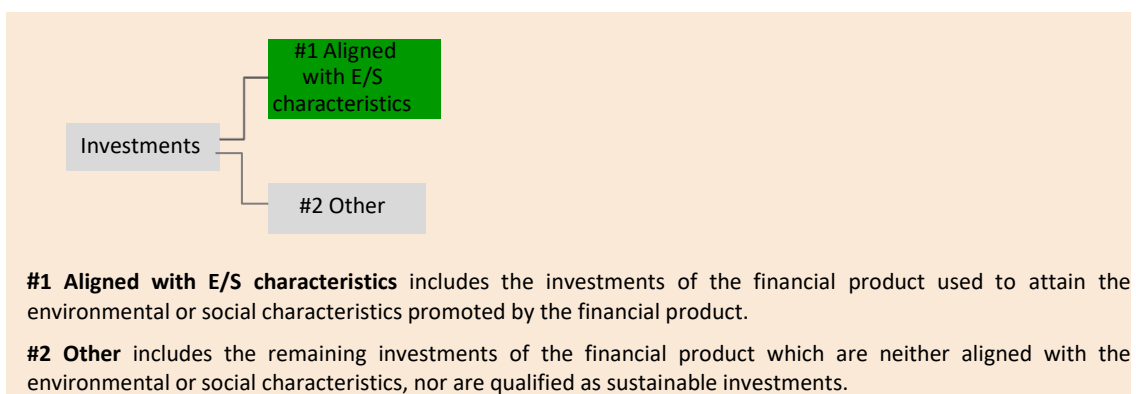 #1 Aligned
with E/S
characteristics
Investments
#2 Other
#1 Aligned with E/S characteristics includes the investments of the financial product used to attain the
environmental or social characteristics promoted by the financial product.
#2 Other includes the remaining investments of the financial product which are neither aligned with the
environmental or social characteristics, nor are qualified as sustainable investments.